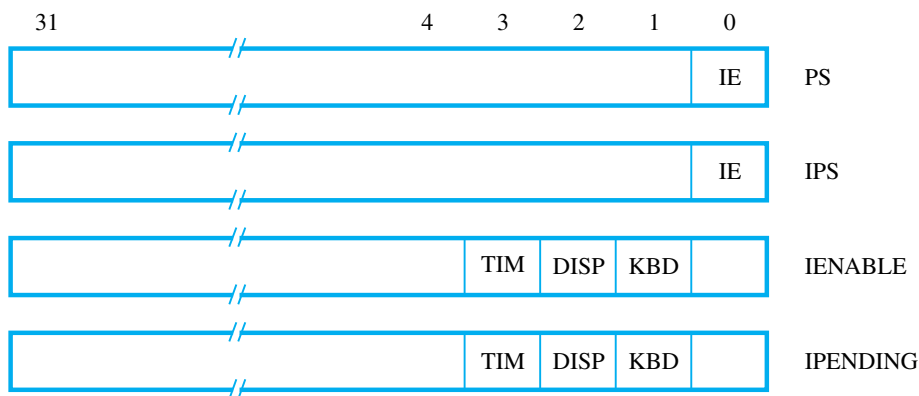 31 4 3 2 1 0
IE PS
IE IPS
TIM DISP KBD IENABLE
TIM DISP KBD IPENDING